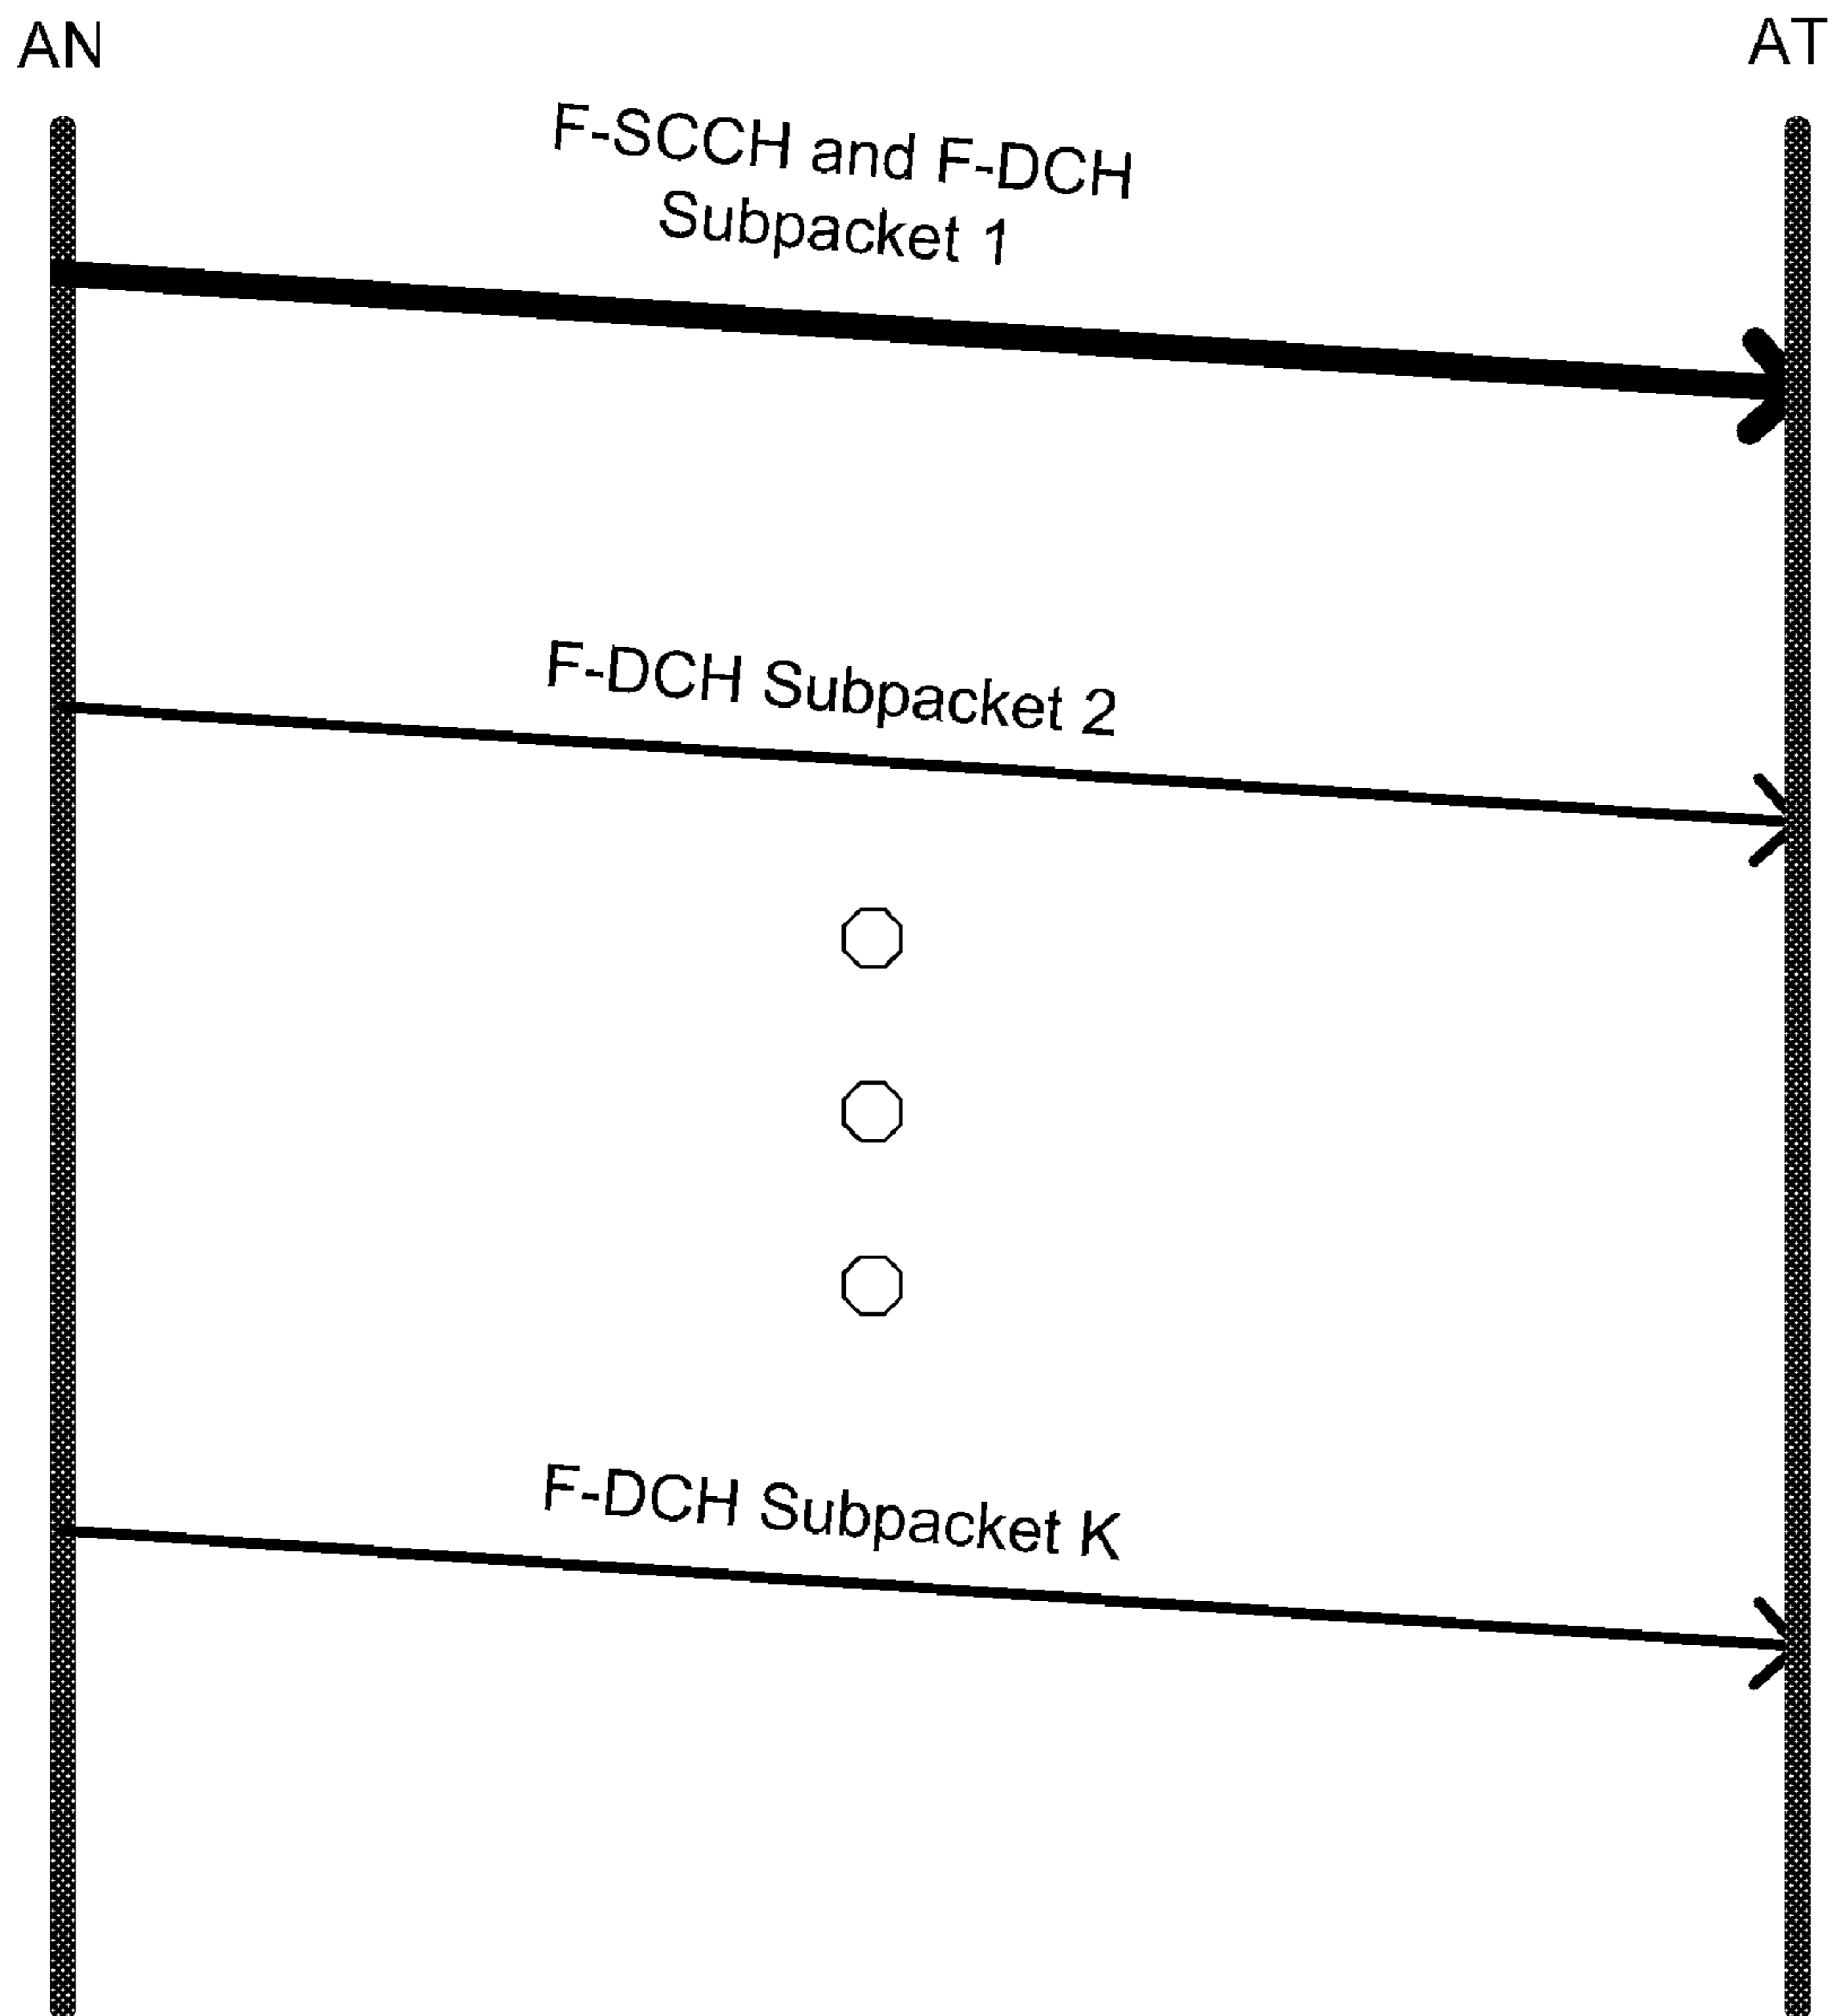 AN
AT
F-SCCH and F-DCH
Subpacket 1
F-DCH Subpacket 2
F-DCH Subpacket K